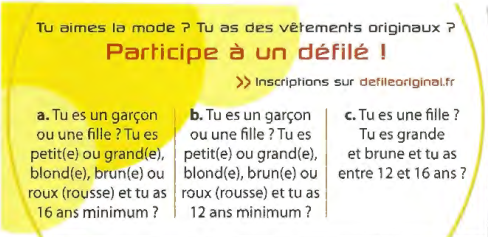 Tu aimes la mode ? Tu as des vêtements originaux ?
Participe à un défilé !
>> Inscriptions sur defileoriginal.fr
a. Tu es un garçon
ou une fille ? Tu es
petit(e) ou grand(e),
blond(e), brun(e) ou
roux (rousse) et tu as
16 ans minimum ?
b. Tu es un garçon
ou une fille ? Tu es
petit(e) ou grand(e),
blond(e), brun(e) ou
roux (rousse) et tu as
12 ans minimum ?
c. Tu es une fille ?
Tu es grande
et brune et tu as
entre 12 et 16 ans ?